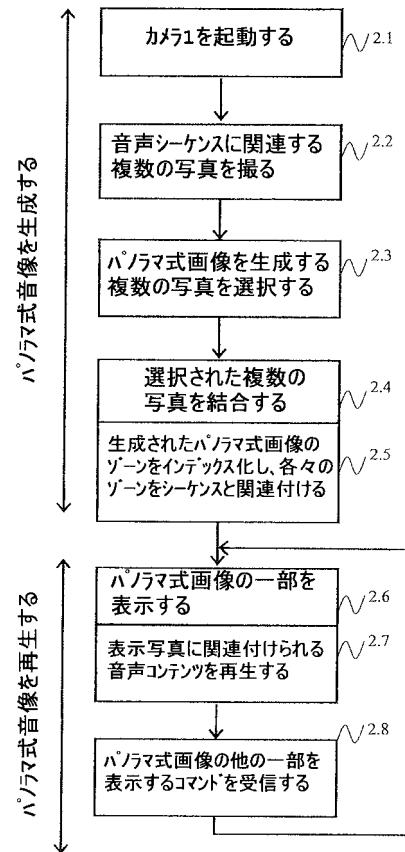 カメラ1を起動する
2.1
音声シーケンスに関連する
複数の写真を撮る
2.2
パノラマ式画像を生成する
複数の写真を選択する
2.3
選択された複数の
写真を結合する
2.4
生成されたパノラマ式画像の
ゾーンをインデックス化し、各々の
ゾーンをシーケンスと関連付ける
2.5
パノラマ式音像を生成する
パノラマ式画像の一部を
表示する
2.6
表示写真に関連付けられる
音声コンテンツを再生する
2.7
パノラマ式画像の他の一部を
表示するコマンドを受信する
2.8
パノラマ式音像を再生する